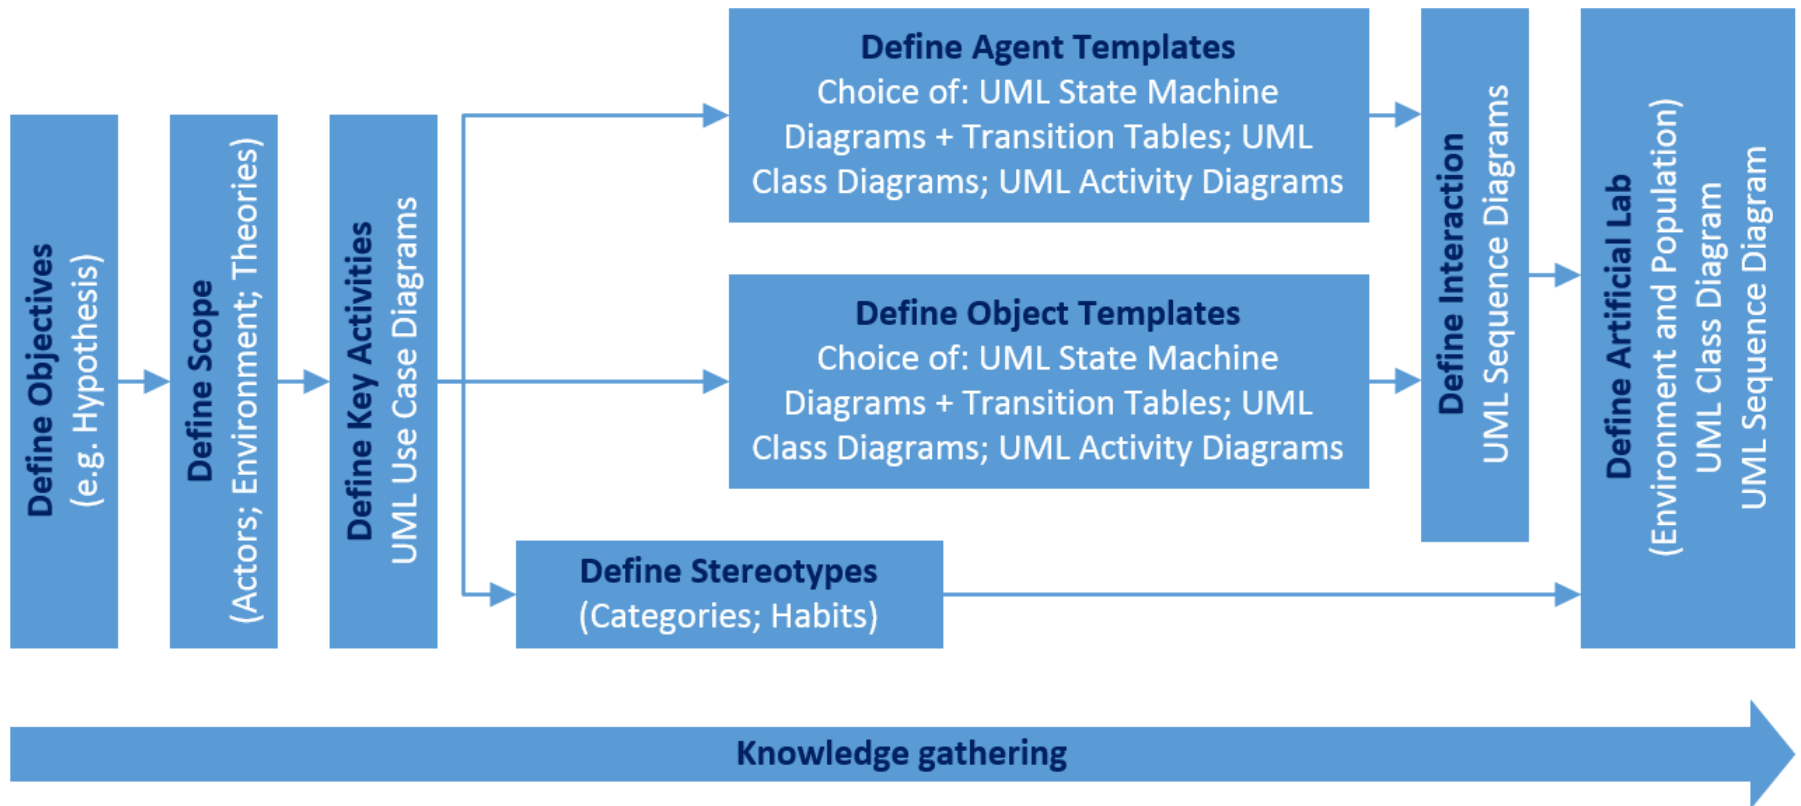 Define Objectives
(e.g. Hypothesis)
Define Scope
(Actors; Environment; Theories)
Define Key Activities
UML Use Case Diagrams
Define Agent Templates
Choice of: UML State Machine
Diagrams + Transition Tables; UML
Class Diagrams; UML Activity Diagrams
Define Object Templates
Choice of: UML State Machine
Diagrams + Transition Tables; UML
Class Diagrams; UML Activity Diagrams
Define Stereotypes
(Categories; Habits)
Define Interaction
UML Sequence Diagrams
Define Artificial Lab
(Environment and Population)
UML Class Diagram
UML Sequence Diagram
Knowledge gathering